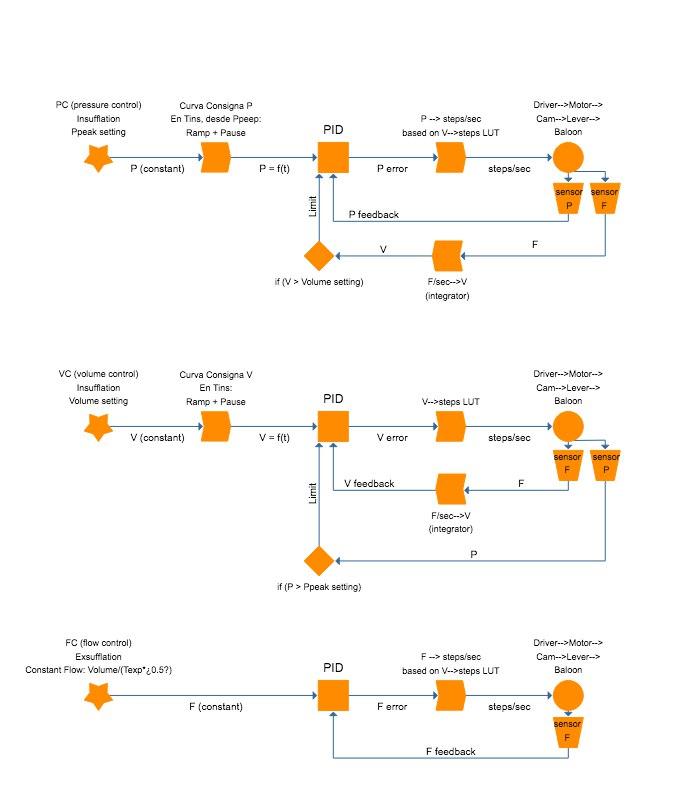 PC (pressure control)
Insufflation
Ppeak setting
Curva Consigna P
En Tins, desde Ppeep:
Ramp + Pause
PID
P --> steps/sec
based on V-->steps LUT
Driver-->Motor-->
Cam-->Lever-->
Baloon
P (constant)
P = f(t)
P error
steps/sec
sensor
P
sensor
F
Limit
P feedback
V
F
if (V > Volume setting)
F/sec-->V
(integrator)
VC (volume control)
Insufflation
Volume setting
Curva Consigna V
En Tins:
Ramp + Pause
PID
V-->steps LUT
Driver-->Motor-->
Cam-->Lever-->
Baloon
V (constant)
V = f(t)
V error
steps/sec
sensor
F
sensor
P
Limit
V feedback
F
F/sec-->V
(integrator)
P
if (P > Ppeak setting)
FC (flow control)
Exsufflation
Constant Flow: Volume/(Texp*¿0.5?)
PID
F --> steps/sec
based on V-->steps LUT
Driver-->Motor-->
Cam-->Lever-->
Baloon
F (constant)
F error
steps/sec
sensor
F
F feedback